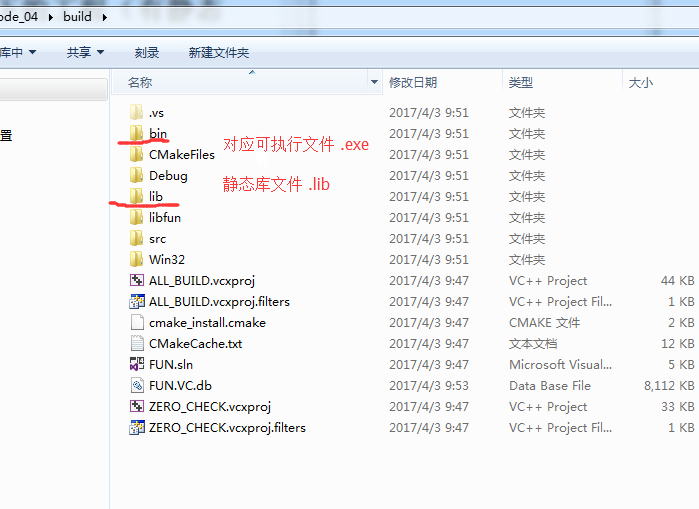 ode_04 ▸ build ▸
库中 ▼ 共享 ▼ 刻录 新建文件夹
名称 修改日期 类型 大小
.vs 2017/4/3 9:51 文件夹
置 bin 2017/4/3 9:51 文件夹
对应可执行文件 .exe
CMakeFiles 2017/4/3 9:51 文件夹
Debug 2017/4/3 9:51 文件夹
静态库文件 .lib
lib 2017/4/3 9:51 文件夹
libfun 2017/4/3 9:51 文件夹
src 2017/4/3 9:51 文件夹
Win32 2017/4/3 9:51 文件夹
ALL_BUILD.vcxproj 2017/4/3 9:47 VC++ Project 44 KB
ALL_BUILD.vcxproj.filters 2017/4/3 9:47 VC++ Project Fil... 1 KB
cmake_install.cmake 2017/4/3 9:47 CMAKE 文件 2 KB
CMakeCache.txt 2017/4/3 9:47 文本文档 12 KB
FUN.sln 2017/4/3 9:47 Microsoft Visual... 5 KB
FUN.VC.db 2017/4/3 9:53 Data Base File 8,112 KB
ZERO_CHECK.vcxproj 2017/4/3 9:47 VC++ Project 33 KB
ZERO_CHECK.vcxproj.filters 2017/4/3 9:47 VC++ Project Fil... 1 KB